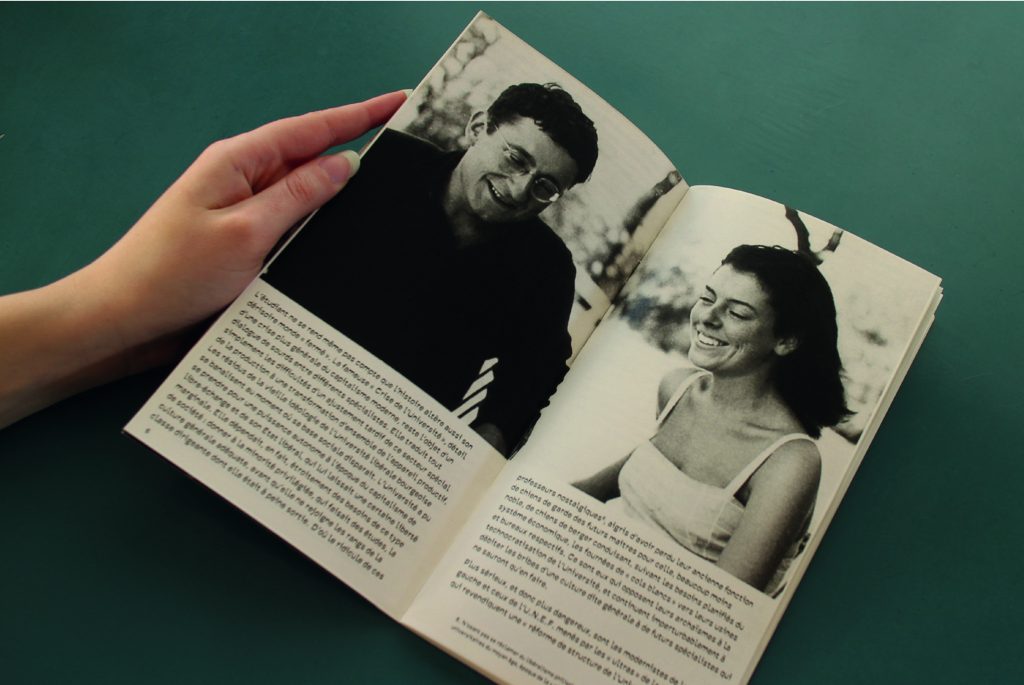 L'étudiant ne se rend même pas compte que l'histoire altère aussi son
dérisoire monde « fermé ». La fameuse « Crise de l'Université », détail
d'une crise plus générale du capitalisme moderne, reste l'objet d'un
dialogue de sourds entre différents spécialistes. Elle traduit tout
simplement les difficultés d'un ajustement tardif de ce secteur spécial
de la production à une transformation d'ensemble de l'appareil productif.
Les résidus de la vieille idéologie de l'Université libérale bourgeoise
se banalisent au moment où sa base sociale disparaît. L'Université a pu
se prendre pour une puissance autonome à l'époque du capitalisme de
libre-échange et de son État libéral, qui lui laissait une certaine liberté
marginale. Elle dépendait, en fait, étroitement des besoins de ce type
de société : donner à la minorité privilégiée, qui faisait des études, la
culture générale adéquate, avant qu'elle ne rejoigne les rangs de la
classe dirigeante dont elle était à peine sortie. D'où le ridicule de ces
professeurs nostalgiques, aigris d'avoir perdu leur ancienne fonction
de chiens de garde des futurs maîtres pour celle, beaucoup moins
noble, de chiens de berger conduisant, suivant les besoins planifiés du
système économique, les fournées de « cols blancs » vers leurs usines
et bureaux respectifs. Ce sont eux qui opposent leurs archaïsmes à la
technocratisation de l'Université, et continuent imperturbablement à
débiter les bribes d'une culture dite générale à de futurs spécialistes qui
ne sauront qu'en faire.
Plus sérieux, et donc plus dangereux, sont les modernistes de la
gauche et ceux de l'U.N.E.F. menés par les « ultras » de
qui revendiquent une « réforme de structure de